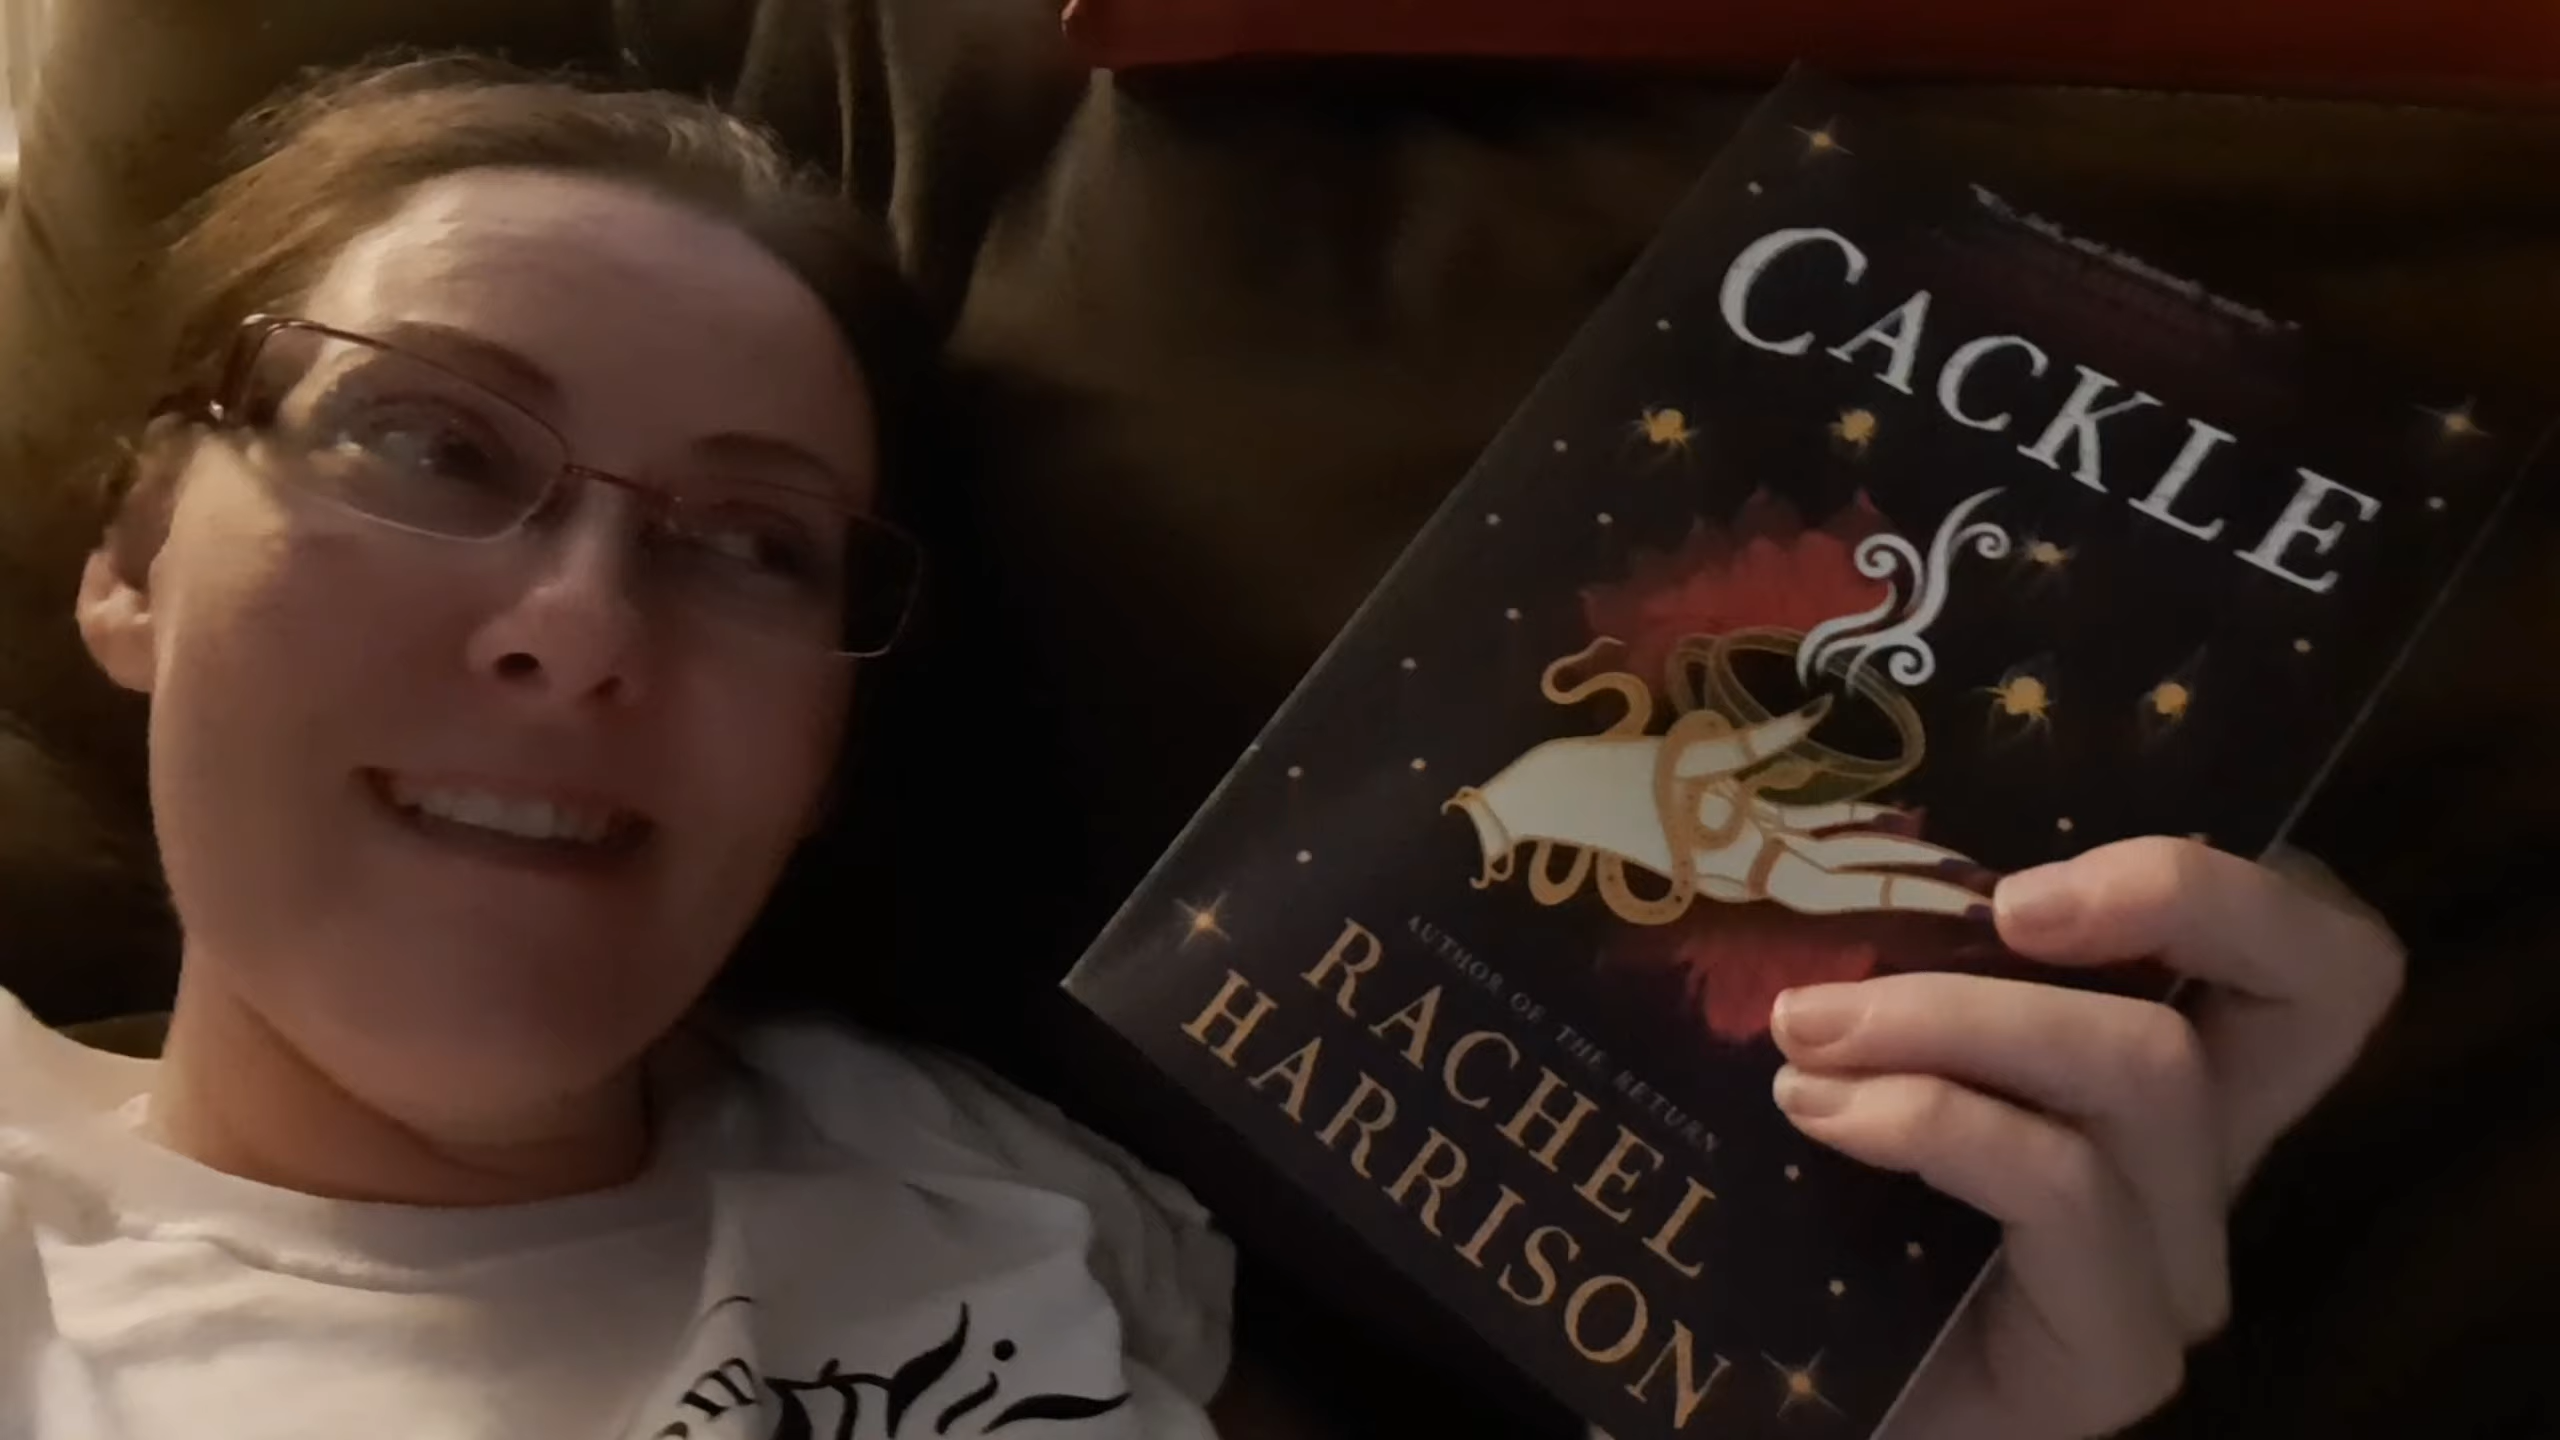 CACKLE
AUTHOR OF THE RETURN
RACHEL
HARRISON